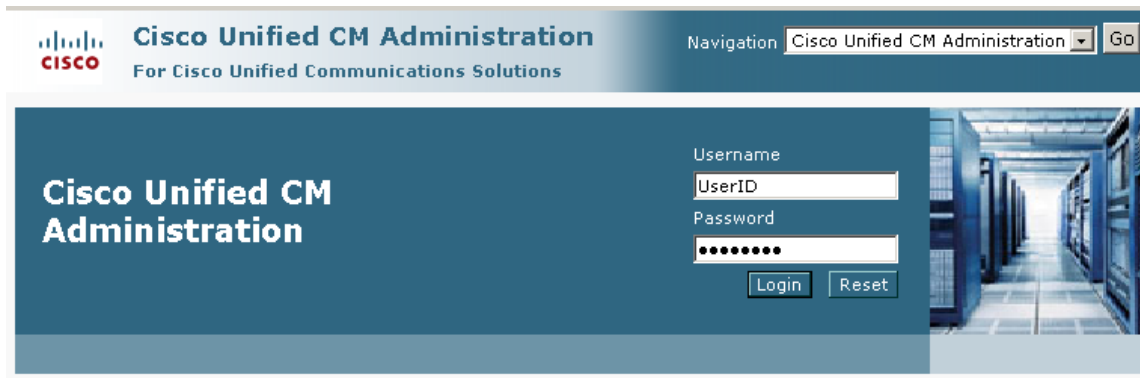 CISCO
Cisco Unified CM Administration
For Cisco Unified Communications Solutions
Navigation Cisco Unified CM Administration Go
Cisco Unified CM
Administration
Username
UserID
Password
••••••••
Login Reset